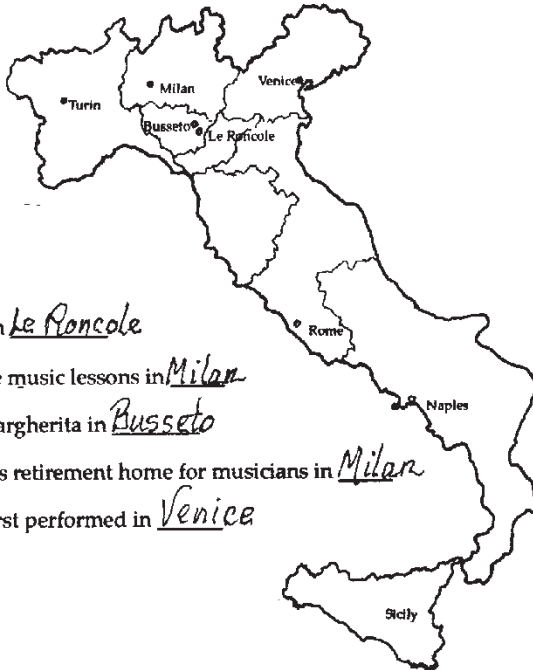 Milan
Venice
Turin
Busseto
Le Roncole
Le Roncole
Rome
e music lessons in Milan
argherita in Busseto
Naples
s retirement home for musicians in Milan
rst performed in Venice
Sicily